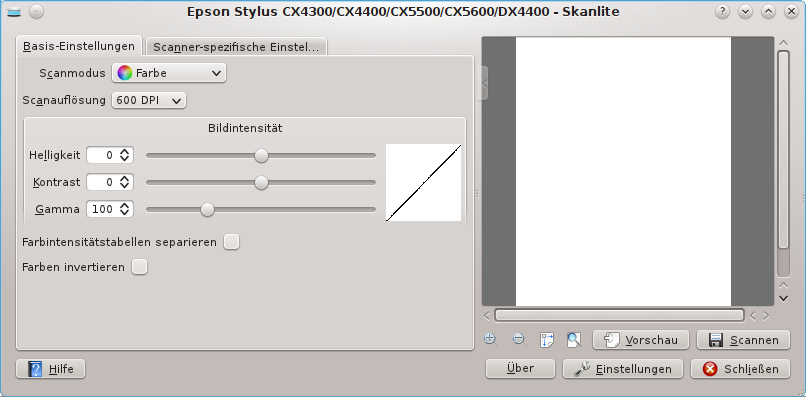 Epson Stylus CX4300/CX4400/CX5500/CX5600/DX4400 - Skanlite
Basis-Einstellungen
Scanner-spezifische Einstel...
Scanmodus
Farbe
Scanauflösung
600 DPI
Bildintensität
Helligkeit
0
Kontrast
0
Gamma
100
Farbintensitätstabellen separieren
Farben invertieren
Vorschau
Scannen
Hilfe
Über
Einstellungen
Schließen